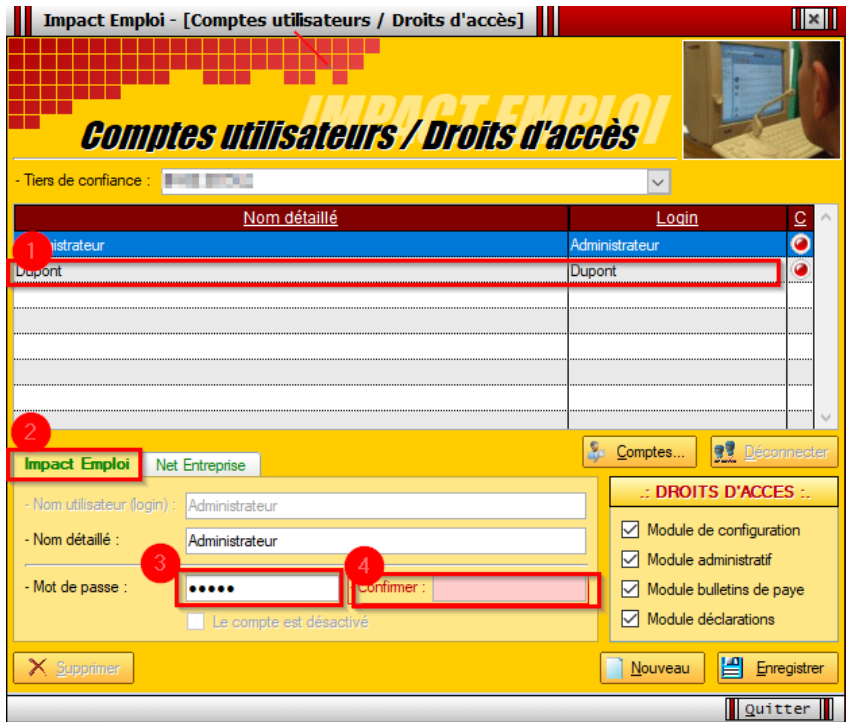 Impact Emploi - [Comptes utilisateurs / Droits d'accès]
IMPACT EMPLOI
Comptes utilisateurs / Droits d'accès
- Tiers de confiance :
Nom détaillé Login C
1
istrateur Administrateur
Dupont Dupont
2
Comptes... Déconnecter
Impact Emploi Net Entreprise
.: DROITS D'ACCES :.
- Nom utilisateur (login) : Administrateur
Module de configuration
- Nom détaillé : Administrateur
Module administratif
3 4
- Mot de passe : ••••• Confirmer :
Module bulletins de paye
Le compte est désactivé
Module déclarations
Supprimer Nouveau Enregistrer
Quitter